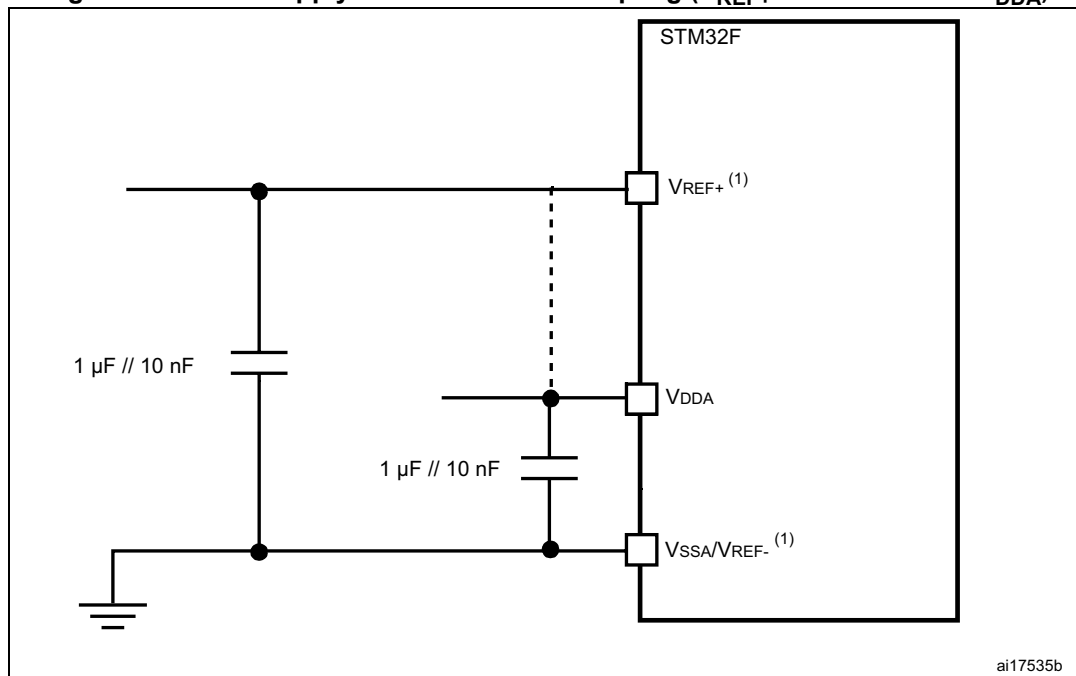 STM32F
VREF+ (1)
1 µF // 10 nF
VDDA
1 µF // 10 nF
VSSA/VREF- (1)
ai17535b